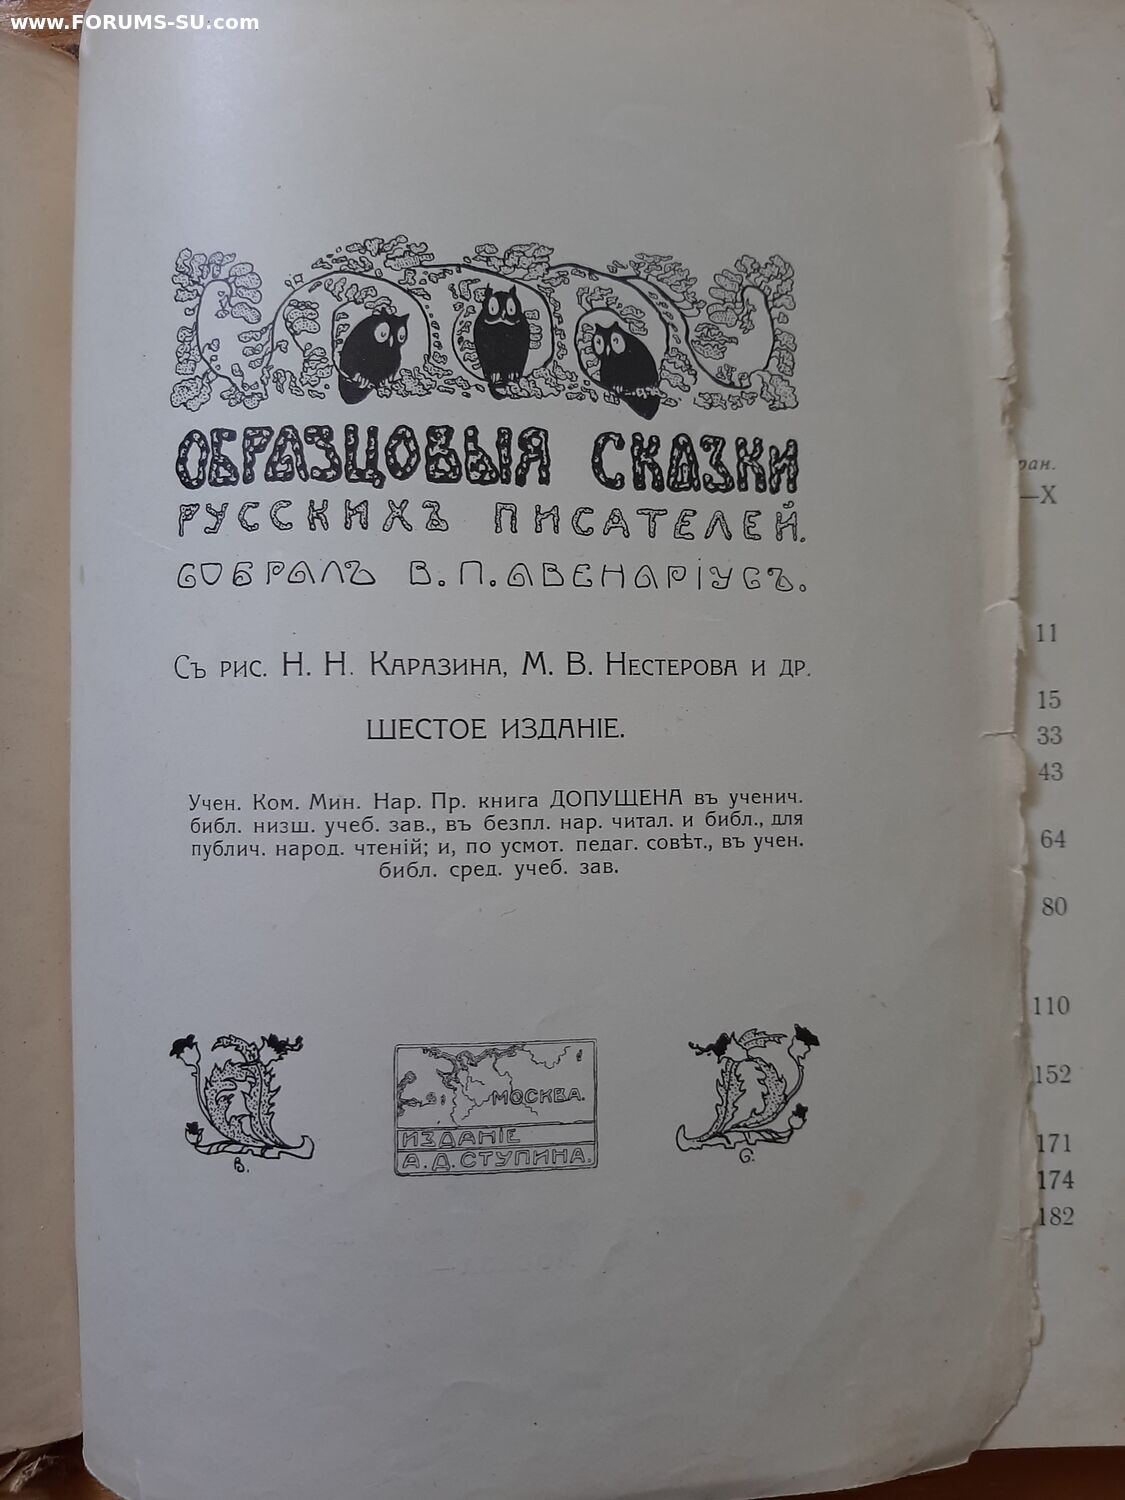 www.FORUMS-SU.com
ОБРАЗЦОВЫЯ СКАЗКИ
РУССКИХЪ ПИСАТЕЛЕЙ.
СОБРАЛЪ В. П. АВЕНАРІУСЪ.
Съ рис. Н. Н. Каразина, М. В. Нестерова и др.
ШЕСТОЕ ИЗДАНІЕ.
Учен. Ком. Мин. Нар. Пр. книга ДОПУЩЕНА въ ученич.
библ. низш. учеб. зав., въ безпл. нар. читал. и библ., для
публич. народ. чтеній; и, по усмот. педаг. совѣт., въ учен.
библ. сред. учеб. зав.
МОСКВА.
ИЗДАНІЕ
А. Д. СТУПИНА.
В.
G.
ран.
—X
11
15
33
43
64
80
110
152
171
174
182